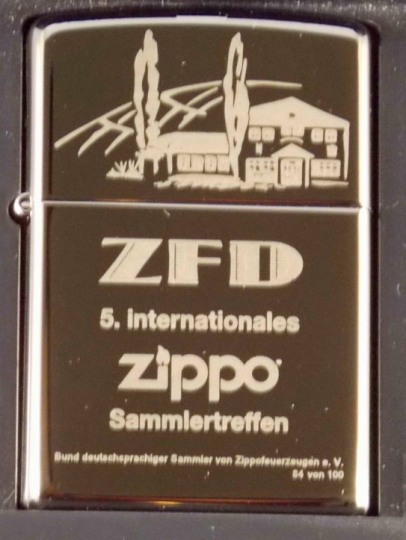 ZFD
5. internationales
zippo
Sammlertreffen
Bund deutschsprachiger Sammler von Zippofeuerzeugen e. V.
84 von 100